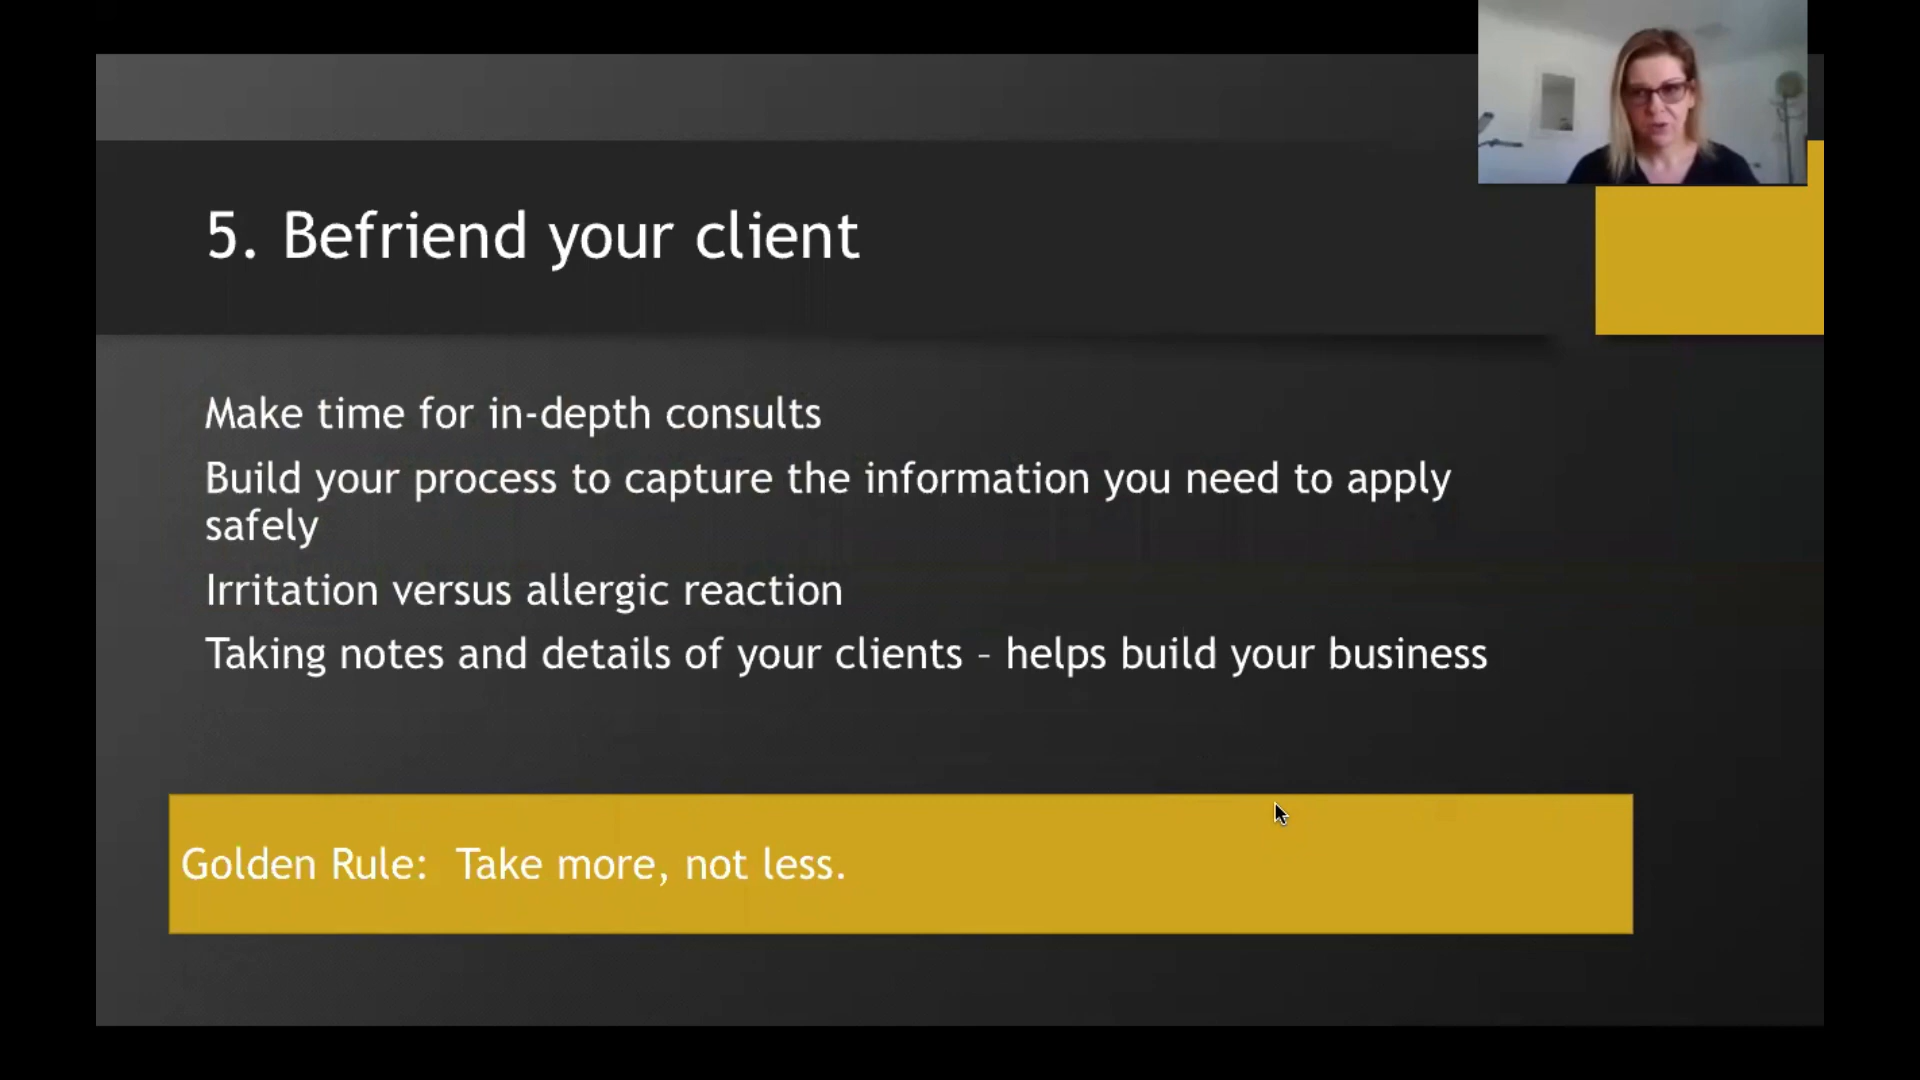 5. Befriend your client
Make time for in-depth consults
Build your process to capture the information you need to apply
safely
Irritation versus allergic reaction
Taking notes and details of your clients – helps build your business
Golden Rule:  Take more, not less.